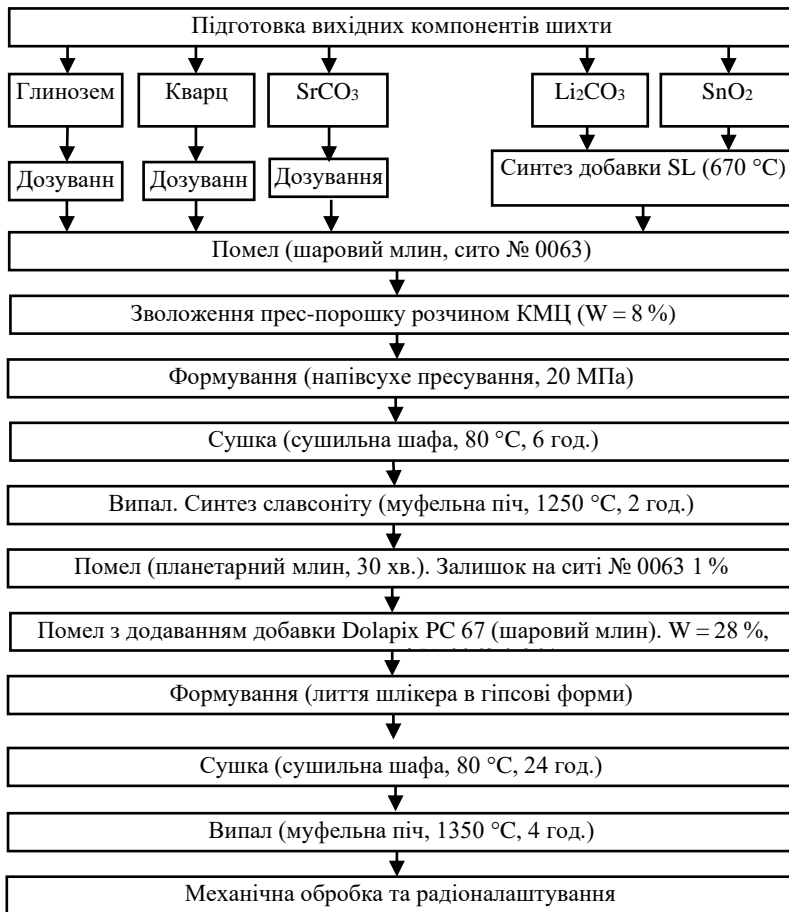 Підготовка вихідних компонентів шихти
Глинозем Кварц SrCO₃ Li₂CO₃ SnO₂
Дозуванн Дозуванн Дозування Синтез добавки SL (670 °C)
Помел (шаровий млин, сито № 0063)
Зволоження прес-порошку розчином КМЦ (W = 8 %)
Формування (напівсухе пресування, 20 МПа)
Сушка (сушильна шафа, 80 °C, 6 год.)
Випал. Синтез славсоніту (муфельна піч, 1250 °C, 2 год.)
Помел (планетарний млин, 30 хв.). Залишок на ситі № 0063 1 %
Помел з додаванням добавки Dolapix PC 67 (шаровий млин). W = 28 %,
Формування (лиття шлікера в гіпсові форми)
Сушка (сушильна шафа, 80 °C, 24 год.)
Випал (муфельна піч, 1350 °C, 4 год.)
Механічна обробка та радіоналаштування